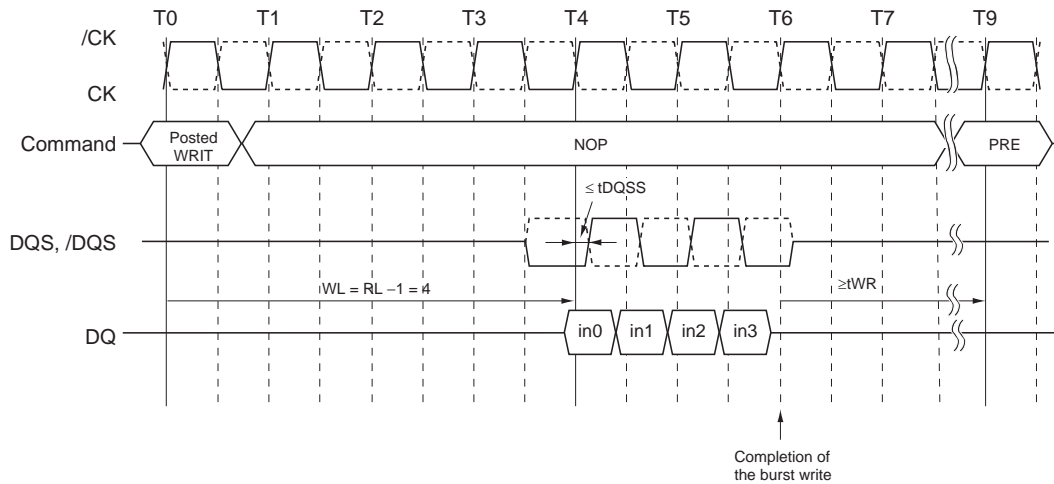 T0 T1 T2 T3 T4 T5 T6 T7 T9
/CK
CK
Command
Posted
WRIT
NOP
PRE
≤ tDQSS
DQS, /DQS
WL = RL −1 = 4
≥tWR
DQ
in0 in1 in2 in3
Completion of
the burst write